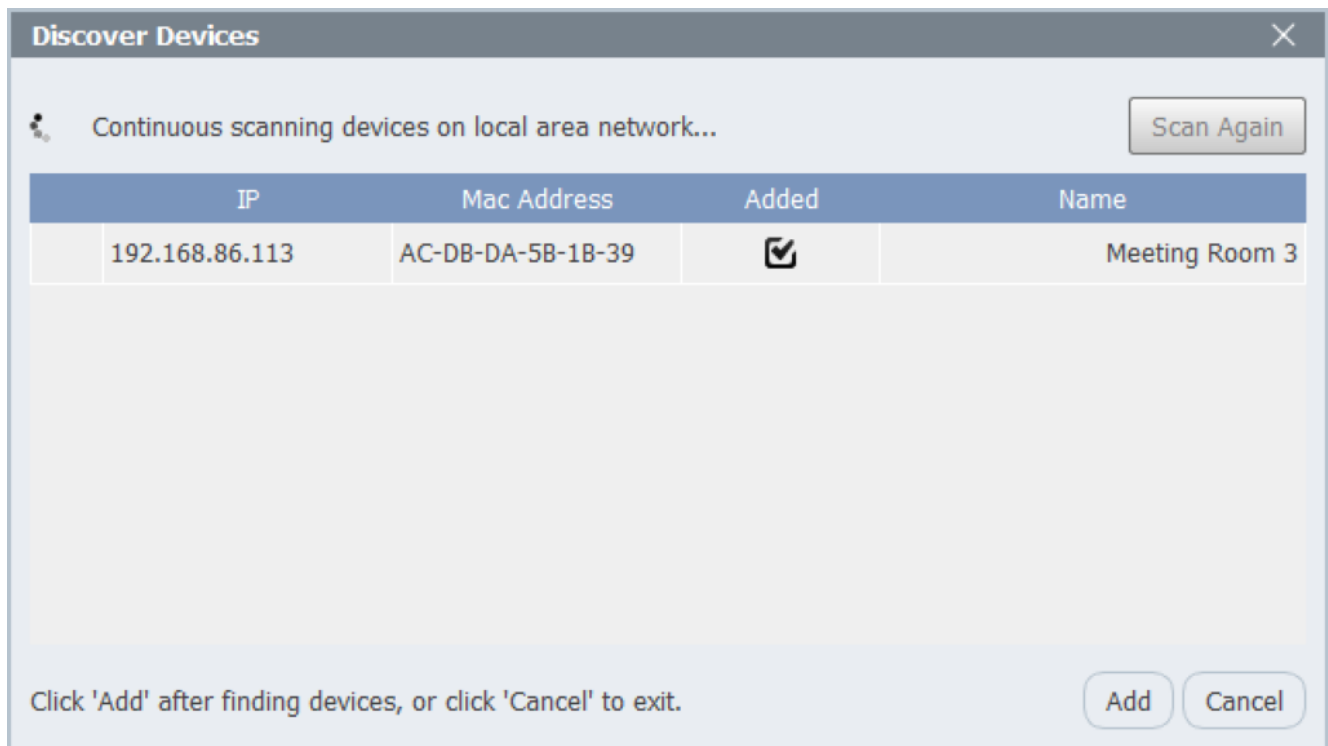 Discover Devices
Continuous scanning devices on local area network...
Scan Again
IP Mac Address Added Name
192.168.86.113 AC-DB-DA-5B-1B-39 Meeting Room 3
Click 'Add' after finding devices, or click 'Cancel' to exit.
Add Cancel